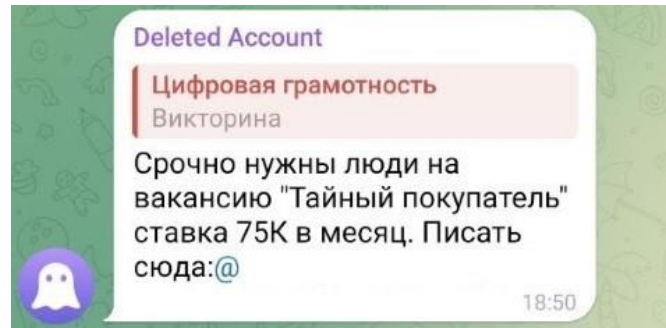 Deleted Account
Цифровая грамотность
Викторина
Срочно нужны люди на
вакансию "Тайный покупатель"
ставка 75К в месяц. Писать
сюда:@
18:50